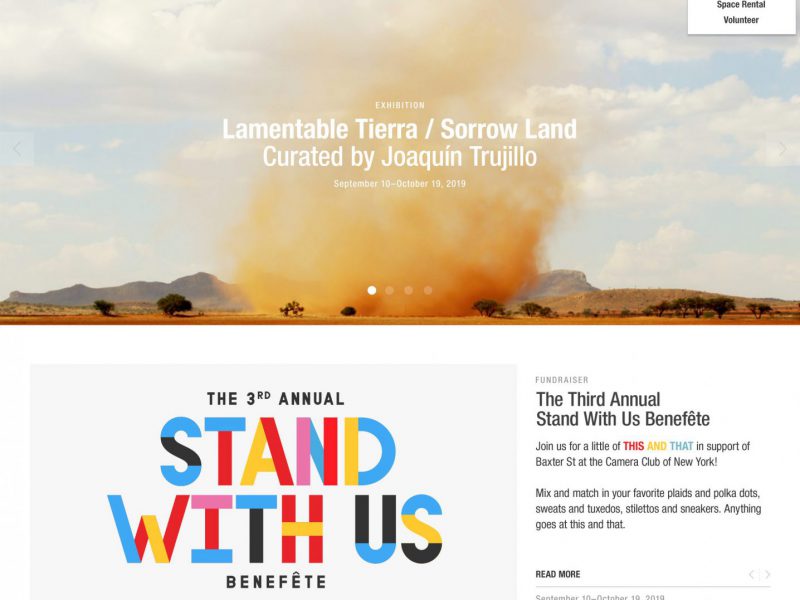 Space Rental
Volunteer
EXHIBITION
Lamentable Tierra / Sorrow Land
Curated by Joaquín Trujillo
September 10–October 19, 2019
THE 3RD ANNUAL
STAND
WITH US
BENEFÊTE
FUNDRAISER
The Third Annual
Stand With Us Benefête
Join us for a little of THIS AND THAT in support of
Baxter St at the Camera Club of New York!
Mix and match in your favorite plaids and polka dots,
sweats and tuxedos, stilettos and sneakers. Anything
goes at this and that.
READ MORE
September 10–October 19, 2019